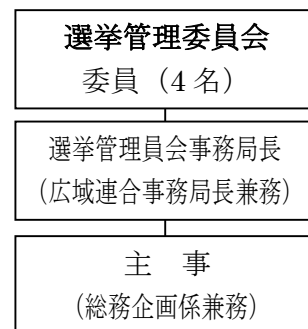 選挙管理委員会
委員（4 名）
選挙管理員会事務局長
（広域連合事務局長兼務）
主　事
（総務企画係兼務）